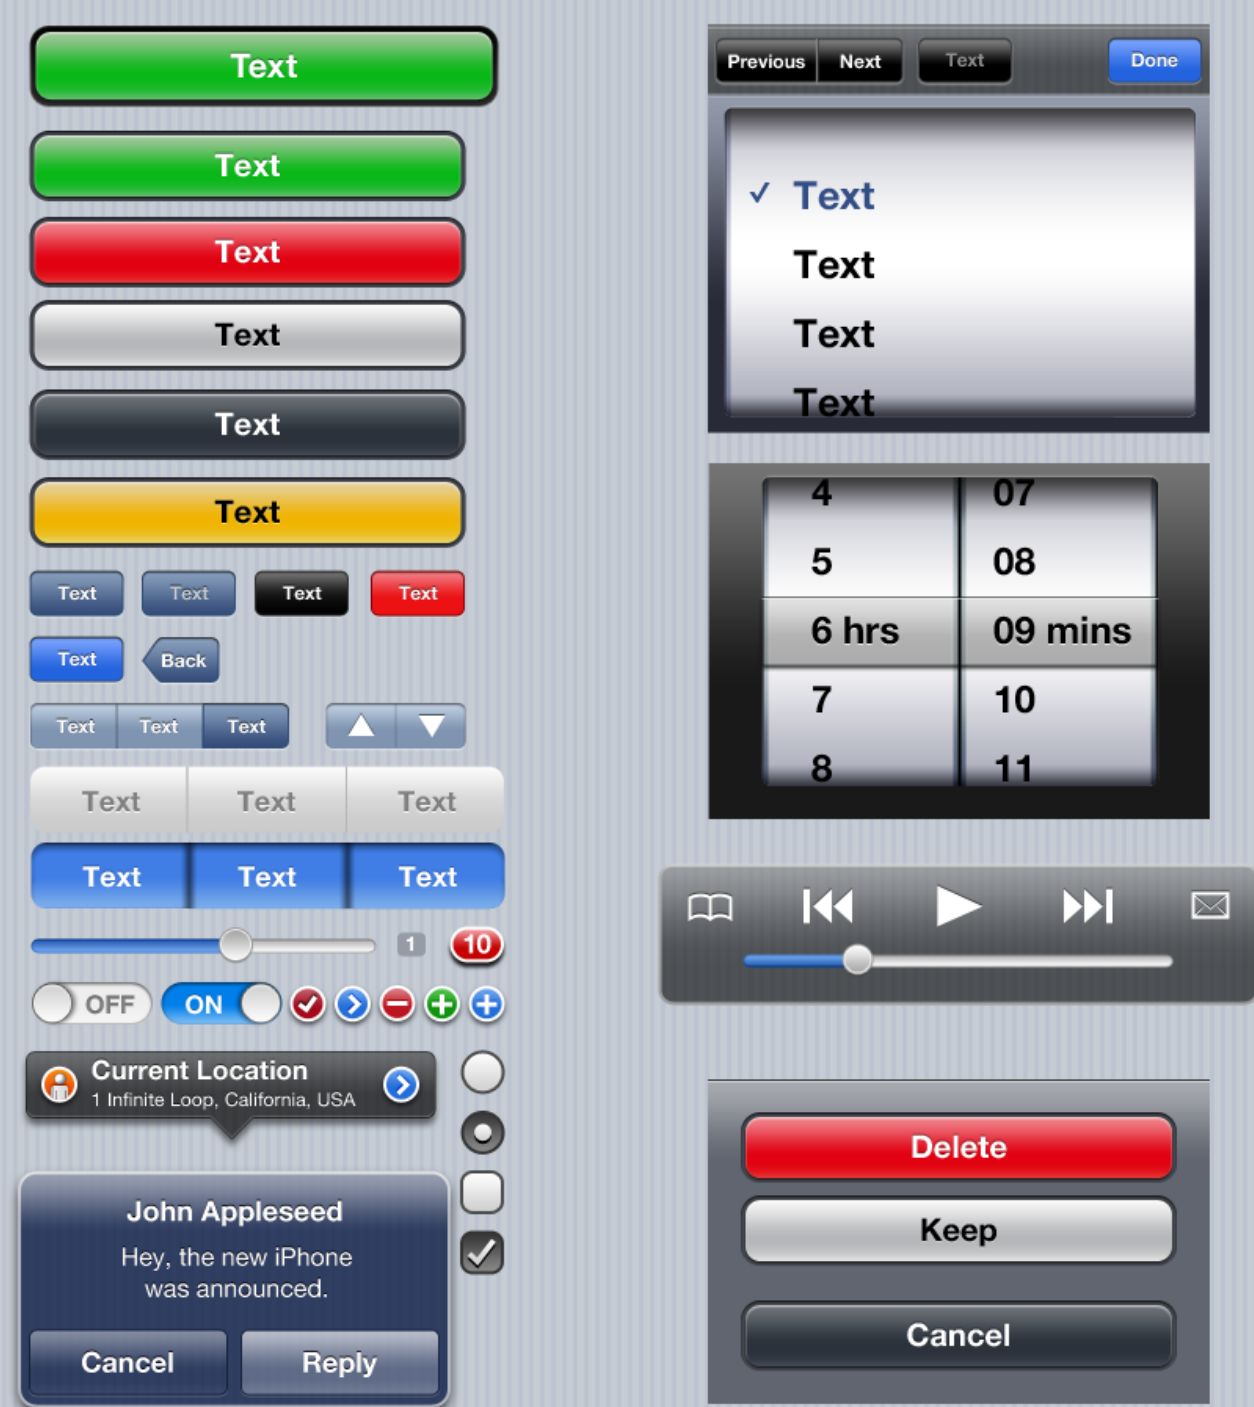 Text
Text
Text
Text
Text
Text
Text Text Text Text
Text Back
Text Text Text
Text Text Text
Text Text Text
1 10
OFF ON
Current Location
1 Infinite Loop, California, USA
John Appleseed
Hey, the new iPhone
was announced.
Cancel Reply
Previous Next Text Done
✓ Text
Text
Text
Text
4 07
5 08
6 hrs 09 mins
7 10
8 11
Delete
Keep
Cancel